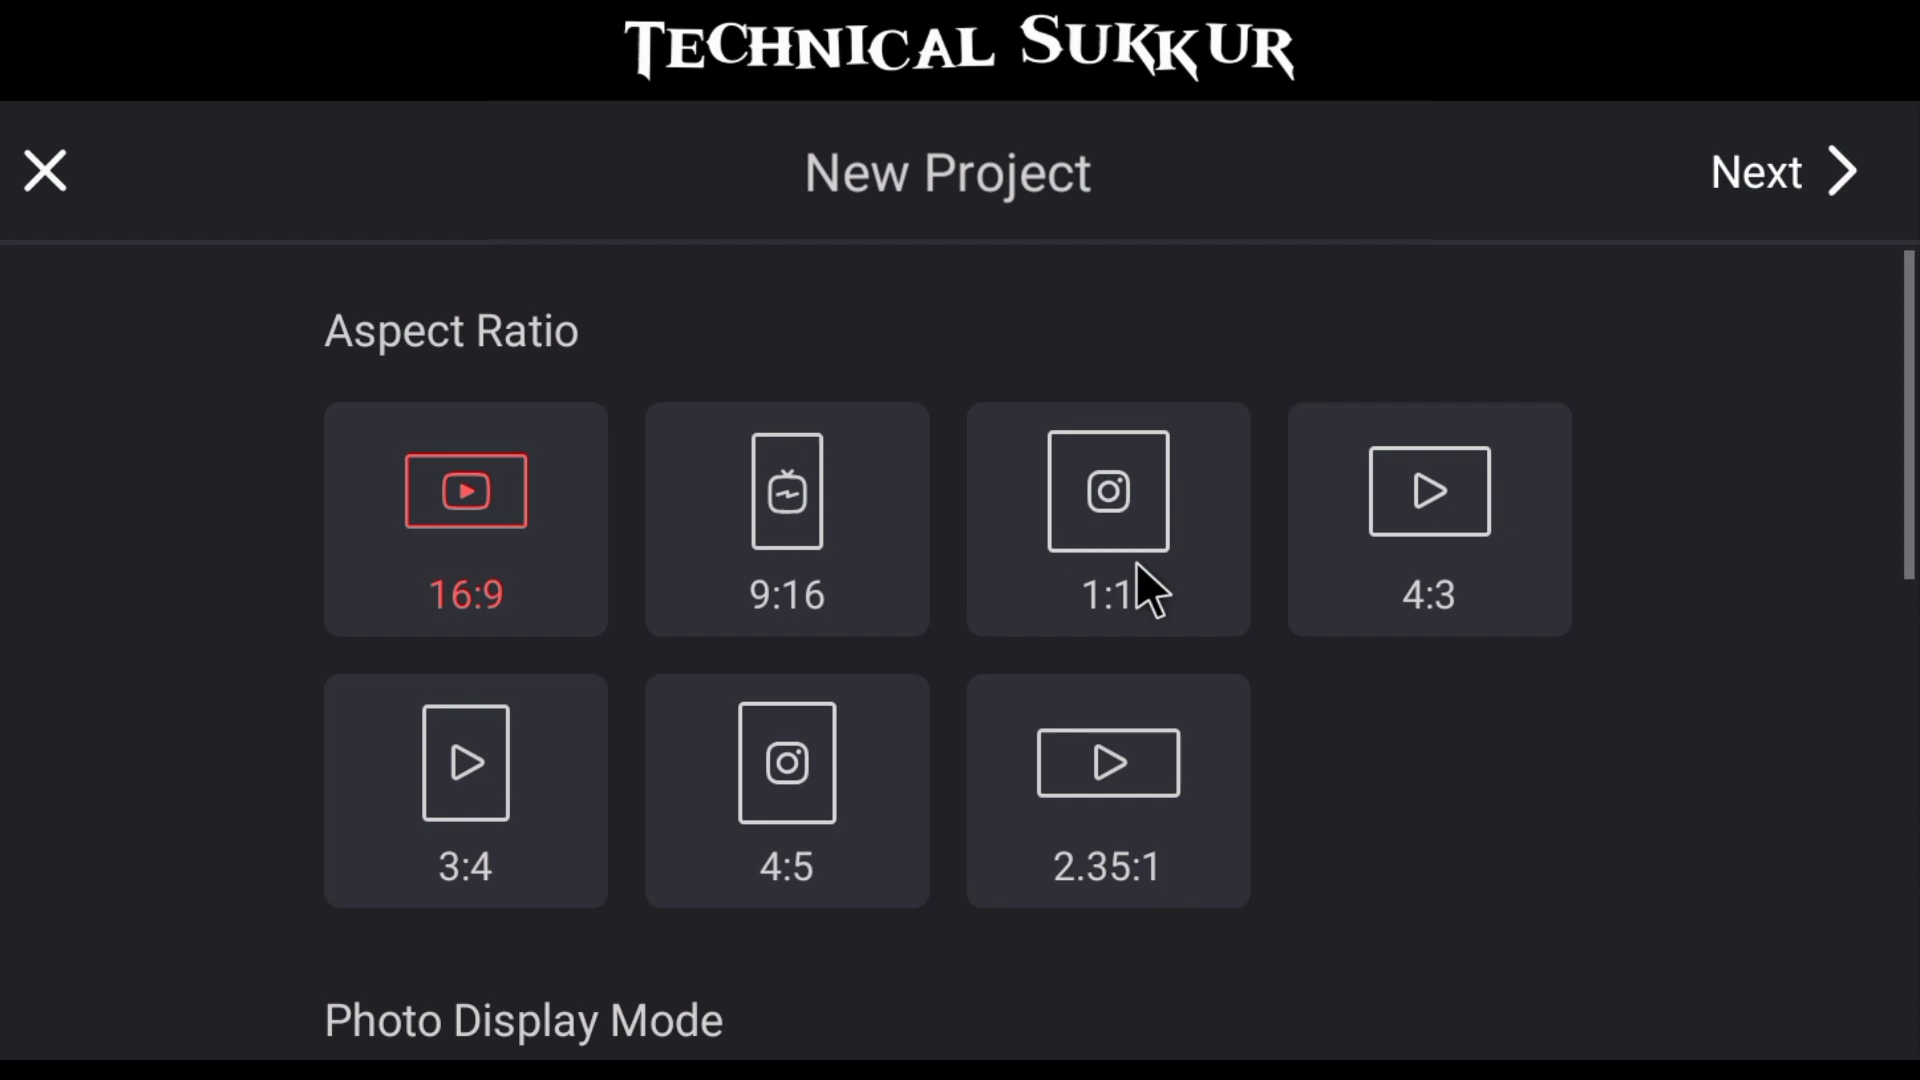 TECHNICAL SUKKUR
New Project
Next
Aspect Ratio
16:9
9:16
1:1
4:3
3:4
4:5
2.35:1
Photo Display Mode